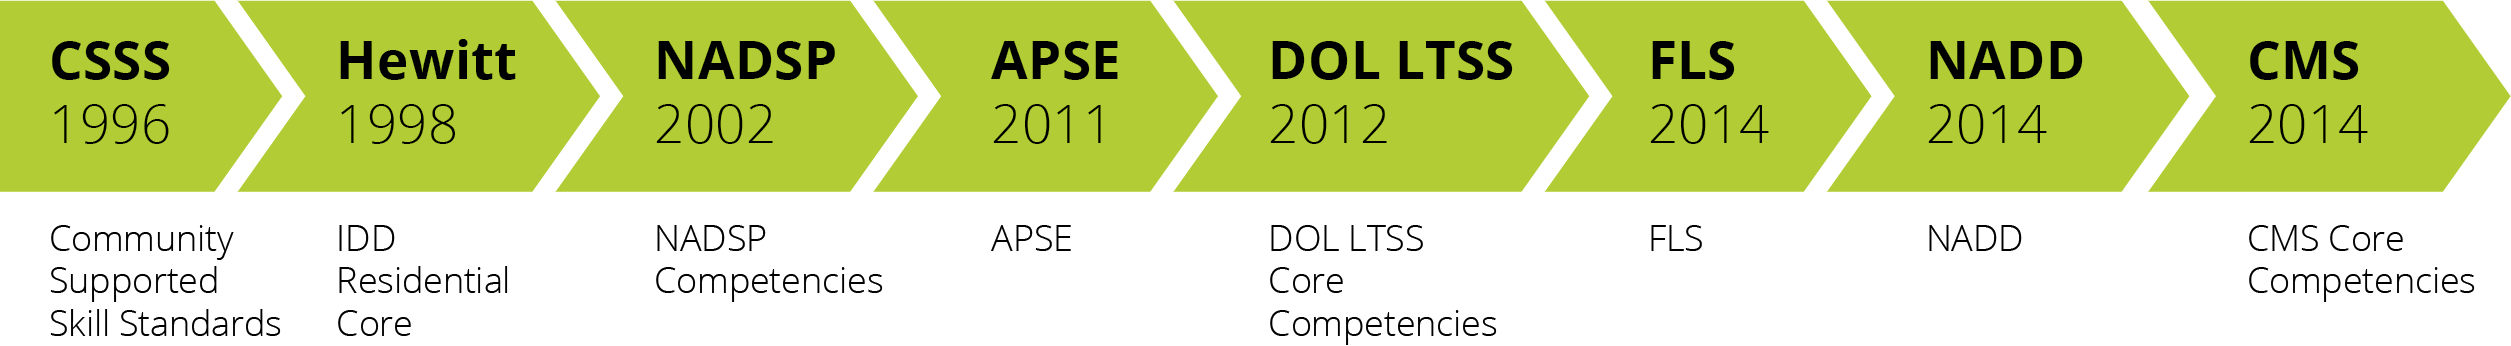 CSSS
1996
Community
Supported
Skill Standards
Hewitt
1998
IDD
Residential
Core
NADSP
2002
NADSP
Competencies
APSE
2011
APSE
DOL LTSS
2012
DOL LTSS
Core
Competencies
FLS
2014
FLS
NADD
2014
NADD
CMS
2014
CMS Core
Competencies